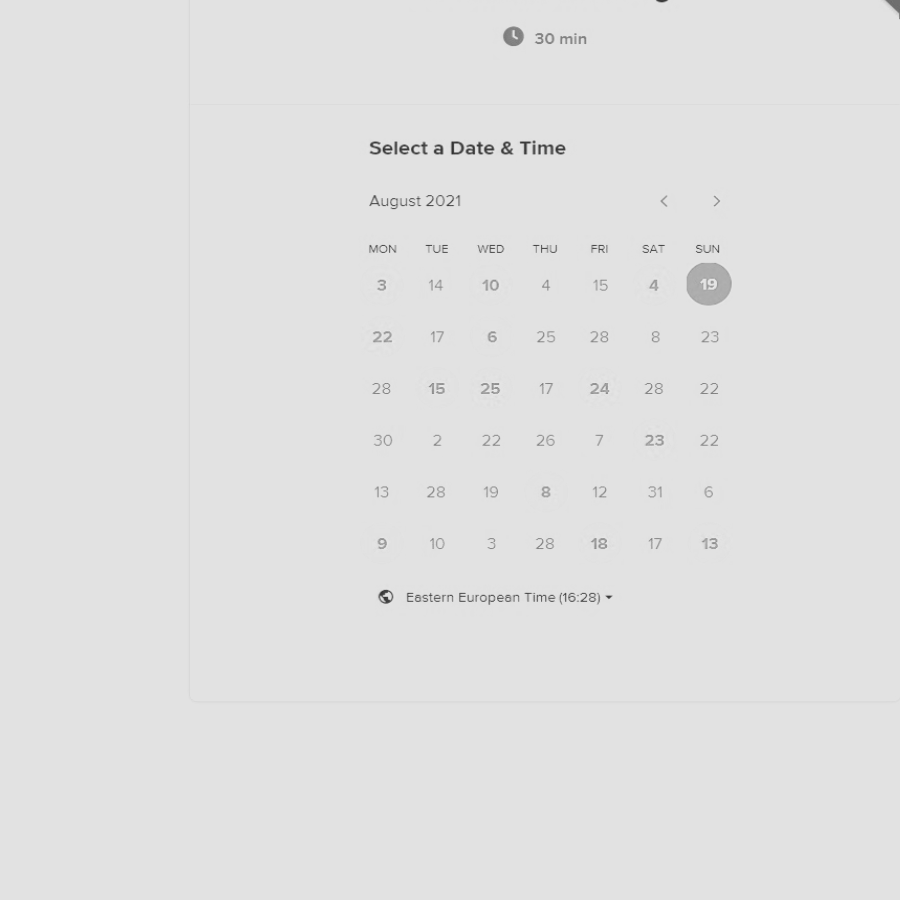 30 min
Select a Date & Time
August 2021
MON TUE WED THU FRI SAT SUN
3 14 10 4 15 4 19
22 17 6 25 28 8 23
28 15 25 17 24 28 22
30 2 22 26 7 23 22
13 28 19 8 12 31 6
9 10 3 28 18 17 13
Eastern European Time (16:28)